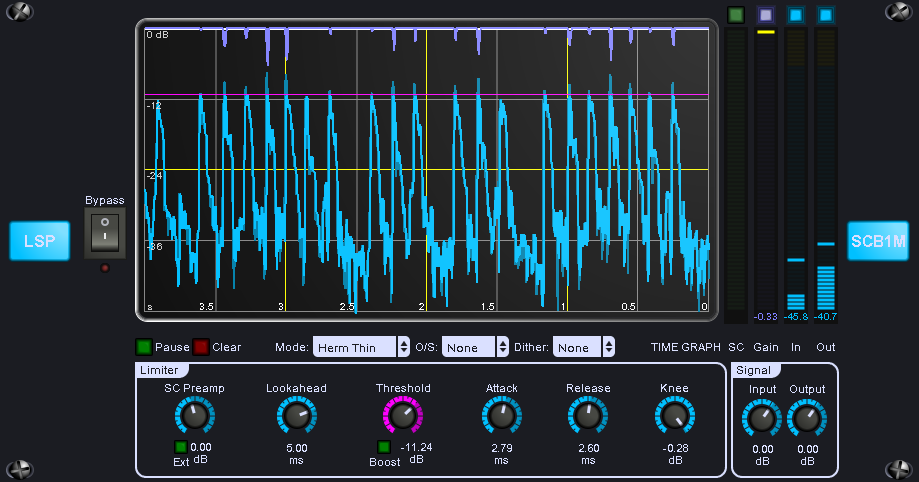 0 dB
-12
-24
-36
s 3.5 3 2.5 2 1.5 1 0.5 0
Bypass
LSP
SCB1M
-0.33 -45.8 -40.7
Pause Clear Mode: Herm Thin O/S: None Dither: None TIME GRAPH SC Gain In Out
Limiter
SC Preamp Lookahead Threshold Attack Release Knee
Ext 0.00 dB
5.00 ms
Boost -11.24 dB
2.79 ms
2.60 ms
-0.28 dB
Signal
Input Output
0.00 dB
0.00 dB